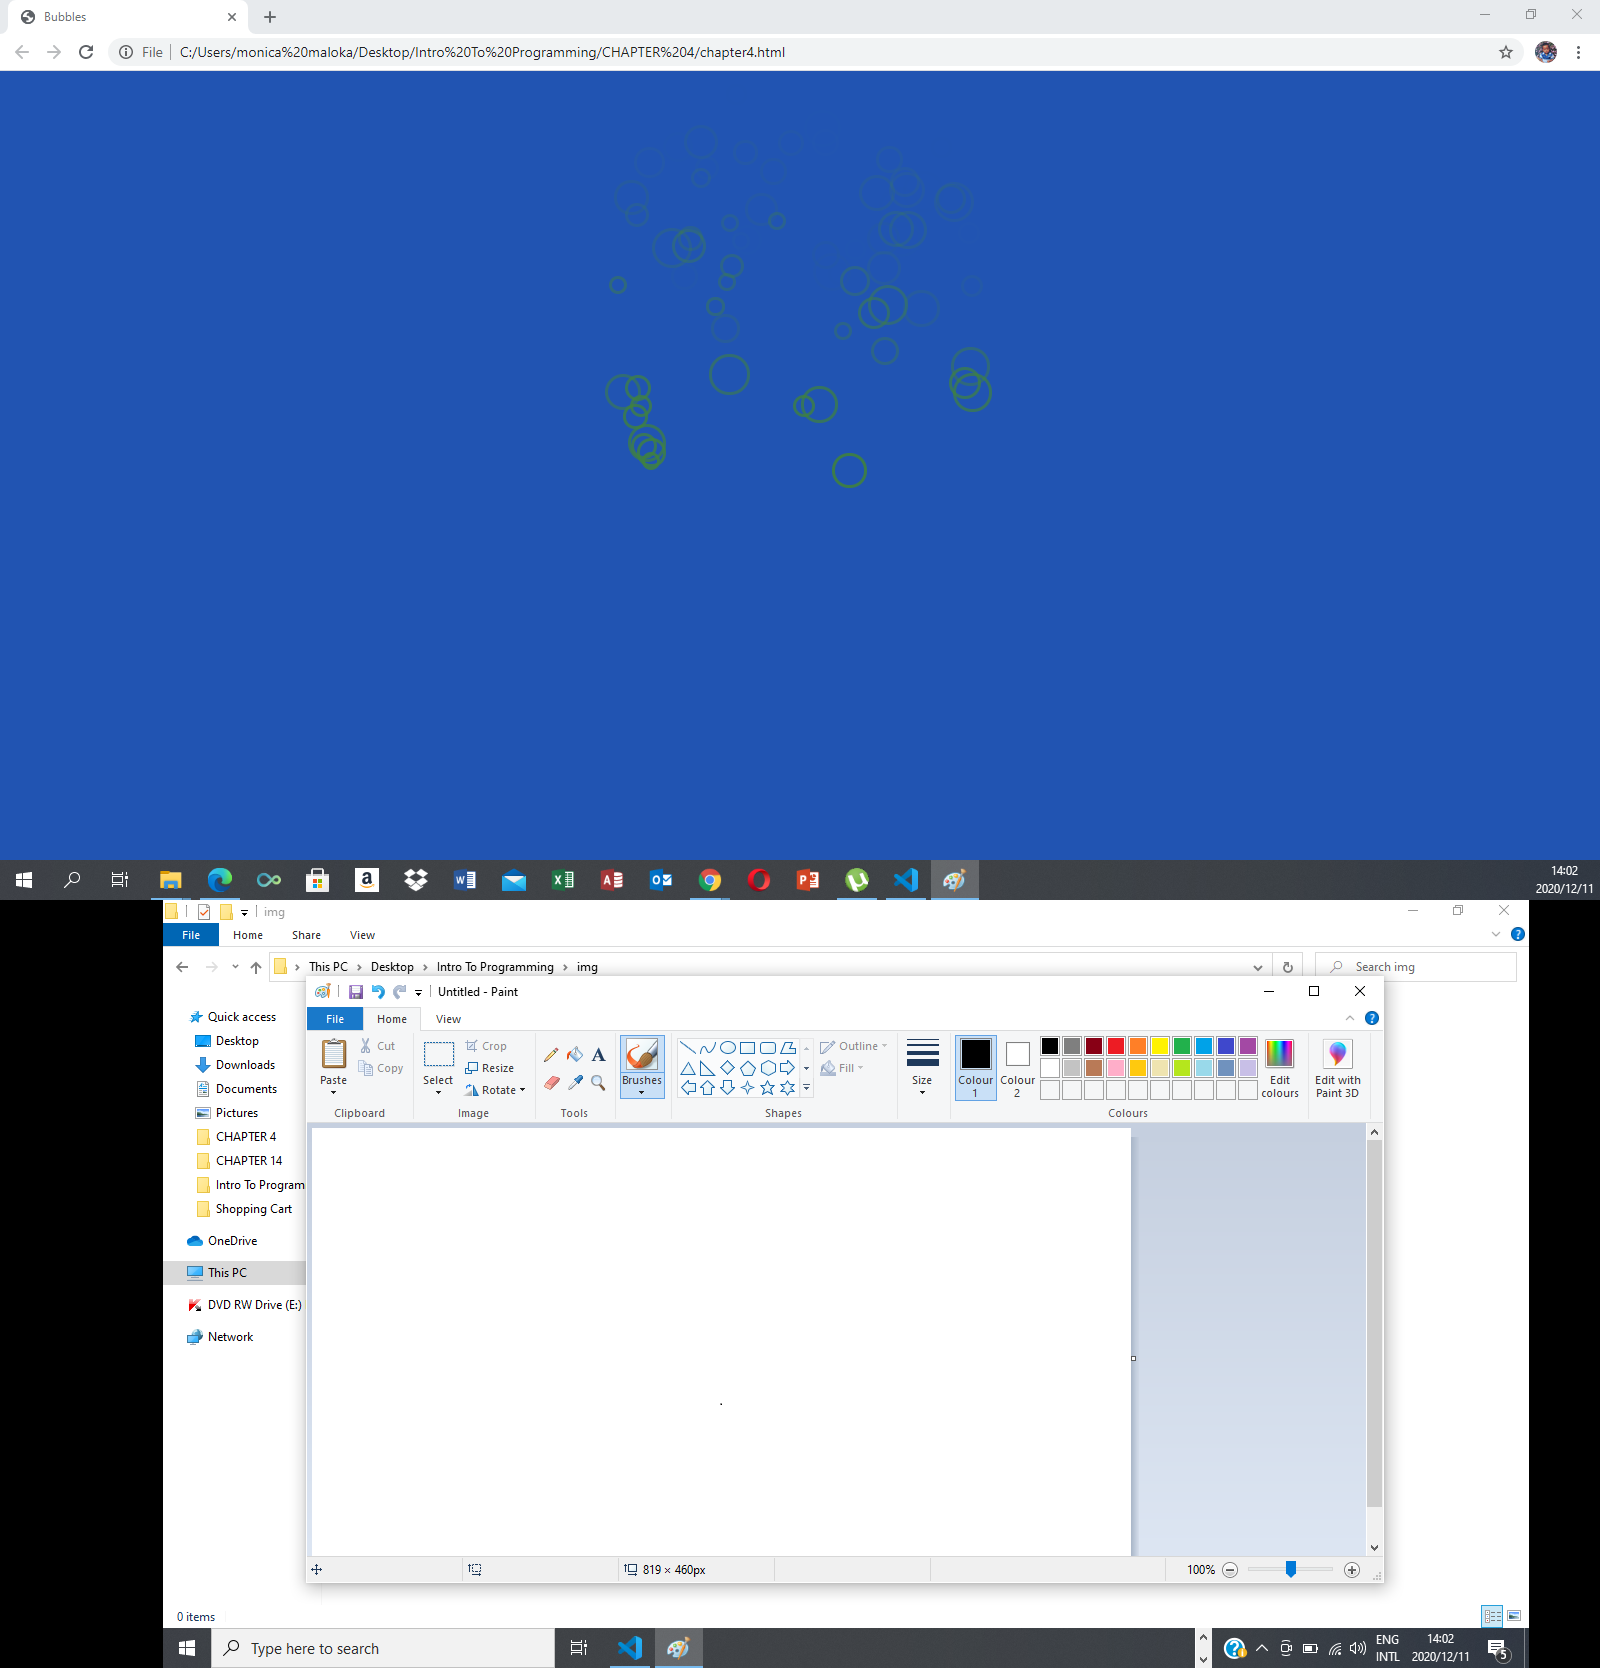 Bubbles
File C:/Users/monica%20maloka/Desktop/Intro%20To%20Programming/CHAPTER%204/chapter4.html
14:02
2020/12/11
img
File Home Share View
This PC Desktop Intro To Programming img Search img
Untitled - Paint
File Home View
Quick access
Desktop
Downloads
Documents
Pictures
CHAPTER 4
CHAPTER 14
Intro To Program
Shopping Cart
OneDrive
This PC
DVD RW Drive (E:)
Network
Paste
Cut
Copy
Clipboard
Select
Crop
Resize
Rotate
Image
Tools
Brushes
Outline
Fill
Shapes
Size
Colour 1
Colour 2
Edit colours
Colours
Edit with Paint 3D
819 × 460px
100%
0 items
Type here to search
ENG
INTL
14:02
2020/12/11
5